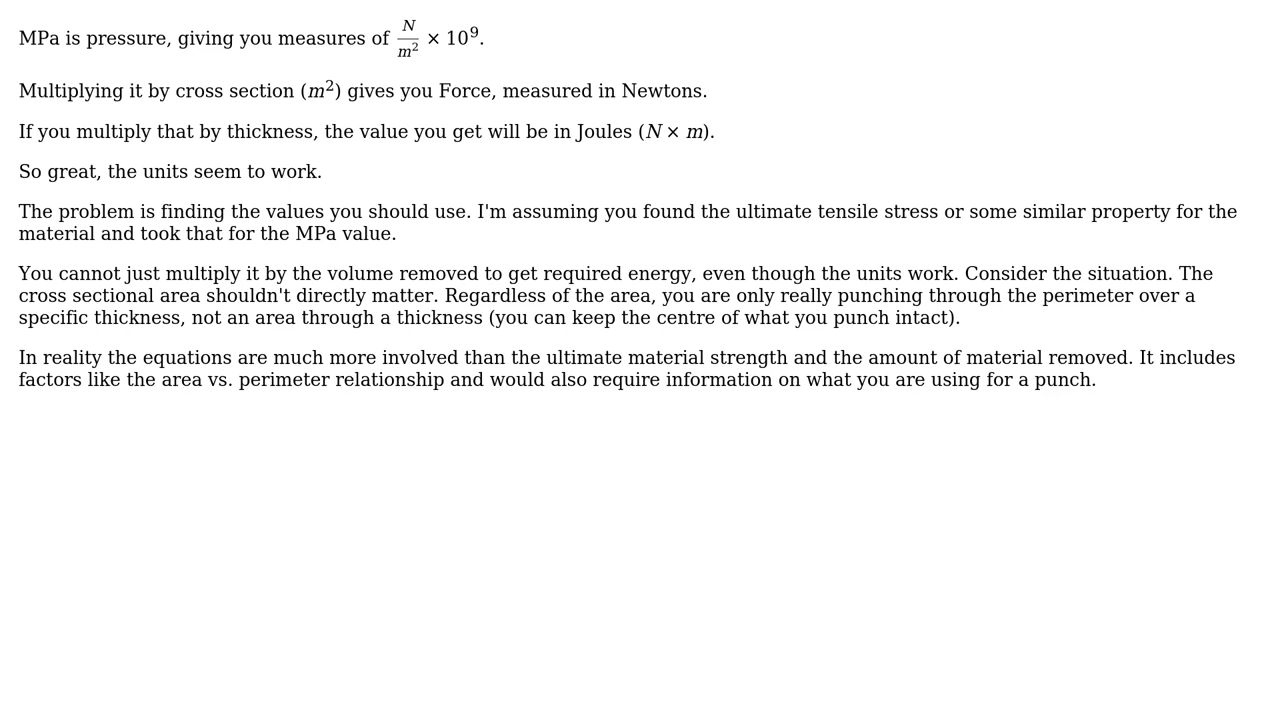 MPa is pressure, giving you measures of N/m² × 10⁹.
Multiplying it by cross section (m²) gives you Force, measured in Newtons.
If you multiply that by thickness, the value you get will be in Joules (N × m).
So great, the units seem to work.
The problem is finding the values you should use. I'm assuming you found the ultimate tensile stress or some similar property for the
material and took that for the MPa value.
You cannot just multiply it by the volume removed to get required energy, even though the units work. Consider the situation. The
cross sectional area shouldn't directly matter. Regardless of the area, you are only really punching through the perimeter over a
specific thickness, not an area through a thickness (you can keep the centre of what you punch intact).
In reality the equations are much more involved than the ultimate material strength and the amount of material removed. It includes
factors like the area vs. perimeter relationship and would also require information on what you are using for a punch.